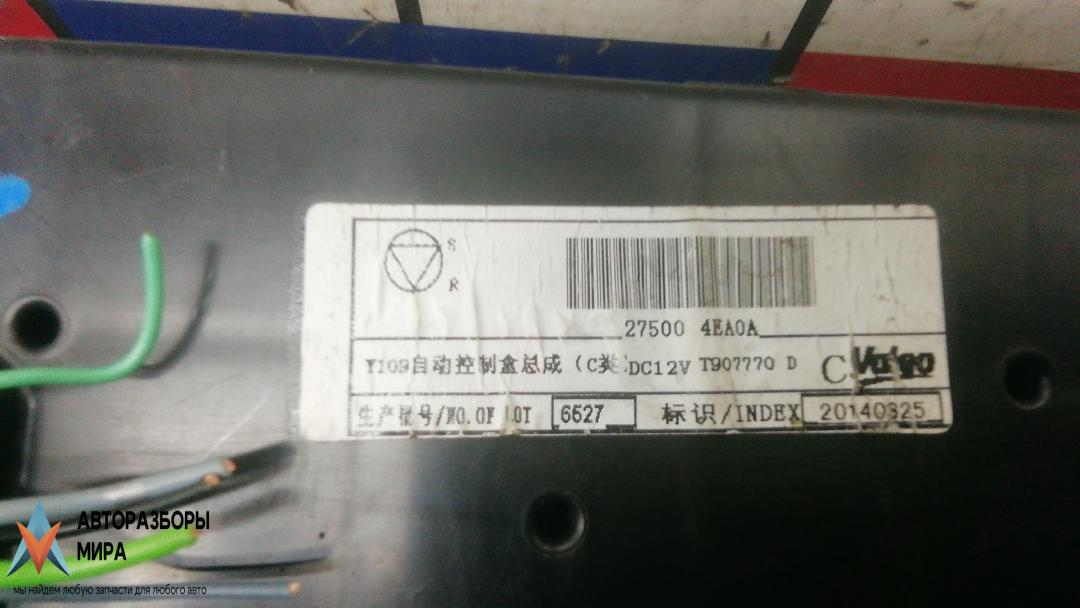 S
R
27500 4EA0A
Y109自动控制盒总成（C类）DC12V T907770 D C Valeo
生产批号/NO.OF LOT 6527 标识/INDEX 20140325
АВТОРАЗБОРЫ
МИРА
мы найдем любую запчасти для любого авто